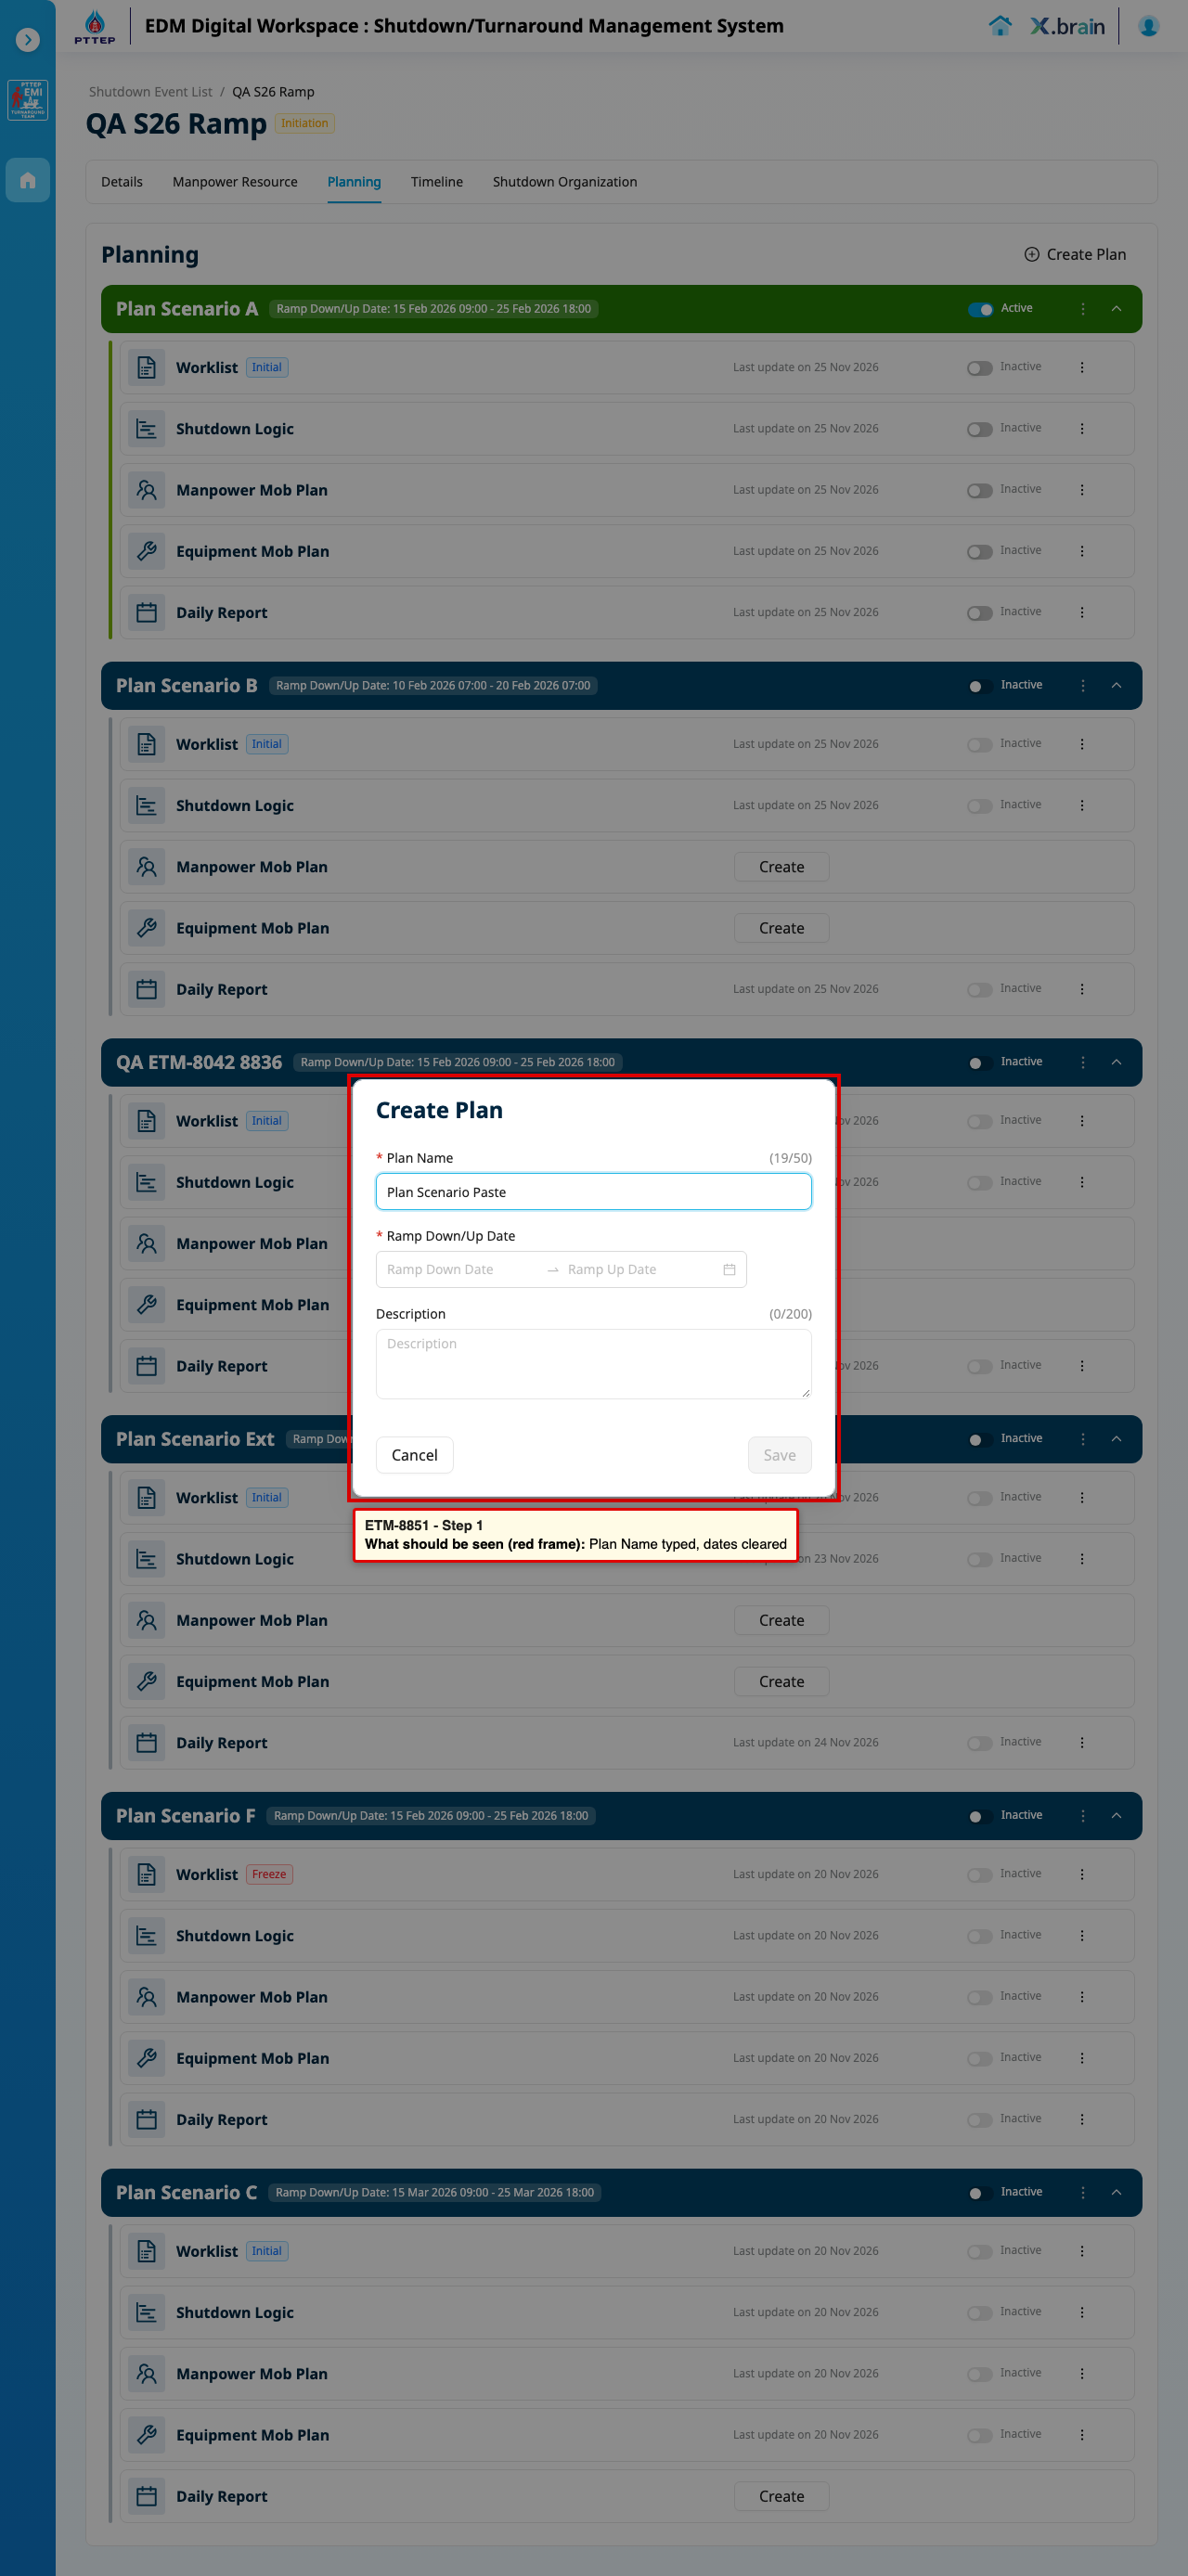 PTTEP
EDM Digital Workspace : Shutdown/Turnaround Management System
X.brain
PTTEP
EMI
TURNAROUND
TEAM
Shutdown Event List / QA S26 Ramp
QA S26 Ramp Initiation
Details Manpower Resource Planning Timeline Shutdown Organization
Planning Create Plan
Plan Scenario A Ramp Down/Up Date: 15 Feb 2026 09:00 - 25 Feb 2026 18:00 Active
Worklist Initial Last update on 25 Nov 2026 Inactive
Shutdown Logic Last update on 25 Nov 2026 Inactive
Manpower Mob Plan Last update on 25 Nov 2026 Inactive
Equipment Mob Plan Last update on 25 Nov 2026 Inactive
Daily Report Last update on 25 Nov 2026 Inactive
Plan Scenario B Ramp Down/Up Date: 10 Feb 2026 07:00 - 20 Feb 2026 07:00 Inactive
Worklist Initial Last update on 25 Nov 2026 Inactive
Shutdown Logic Last update on 25 Nov 2026 Inactive
Manpower Mob Plan Create
Equipment Mob Plan Create
Daily Report Last update on 25 Nov 2026 Inactive
QA ETM-8042 8836 Ramp Down/Up Date: 15 Feb 2026 09:00 - 25 Feb 2026 18:00 Inactive
Worklist Initial ov 2026 Inactive
Shutdown Logic ov 2026 Inactive
Manpower Mob Plan
Equipment Mob Plan
Daily Report ov 2026 Inactive
Create Plan
* Plan Name (19/50)
Plan Scenario Paste
* Ramp Down/Up Date
Ramp Down Date Ramp Up Date
Description (0/200)
Description
Cancel Save
ETM-8851 - Step 1
What should be seen (red frame): Plan Name typed, dates cleared
Plan Scenario Ext Ramp Dow Inactive
Worklist Initial Nov 2026 Inactive
Shutdown Logic on 23 Nov 2026 Inactive
Manpower Mob Plan Create
Equipment Mob Plan Create
Daily Report Last update on 24 Nov 2026 Inactive
Plan Scenario F Ramp Down/Up Date: 15 Feb 2026 09:00 - 25 Feb 2026 18:00 Inactive
Worklist Freeze Last update on 20 Nov 2026 Inactive
Shutdown Logic Last update on 20 Nov 2026 Inactive
Manpower Mob Plan Last update on 20 Nov 2026 Inactive
Equipment Mob Plan Last update on 20 Nov 2026 Inactive
Daily Report Last update on 20 Nov 2026 Inactive
Plan Scenario C Ramp Down/Up Date: 15 Mar 2026 09:00 - 25 Mar 2026 18:00 Inactive
Worklist Initial Last update on 20 Nov 2026 Inactive
Shutdown Logic Last update on 20 Nov 2026 Inactive
Manpower Mob Plan Last update on 20 Nov 2026 Inactive
Equipment Mob Plan Last update on 20 Nov 2026 Inactive
Daily Report Create